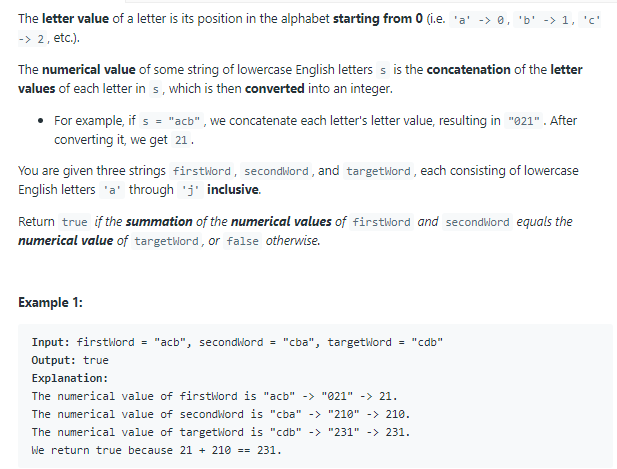 The letter value of a letter is its position in the alphabet starting from 0 (i.e. 'a' -> 0, 'b' -> 1, 'c'
-> 2, etc.).
The numerical value of some string of lowercase English letters s is the concatenation of the letter
values of each letter in s, which is then converted into an integer.
• For example, if s = "acb", we concatenate each letter's letter value, resulting in "021". After
converting it, we get 21.
You are given three strings firstWord, secondWord, and targetWord, each consisting of lowercase
English letters 'a' through 'j' inclusive.
Return true if the summation of the numerical values of firstWord and secondWord equals the
numerical value of targetWord, or false otherwise.
Example 1:
Input: firstWord = "acb", secondWord = "cba", targetWord = "cdb"
Output: true
Explanation:
The numerical value of firstWord is "acb" -> "021" -> 21.
The numerical value of secondWord is "cba" -> "210" -> 210.
The numerical value of targetWord is "cdb" -> "231" -> 231.
We return true because 21 + 210 == 231.